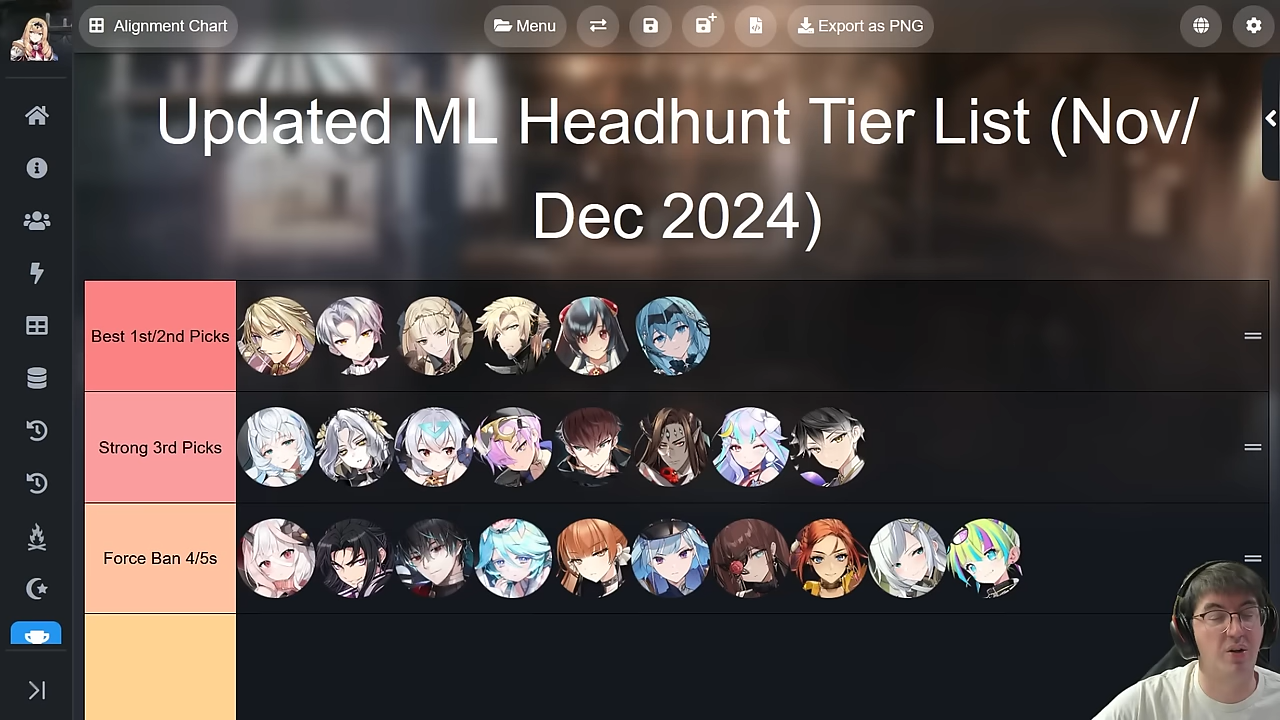 Alignment Chart
Menu
Export as PNG
Updated ML Headhunt Tier List (Nov/
Dec 2024)
Best 1st/2nd Picks
Strong 3rd Picks
Force Ban 4/5s